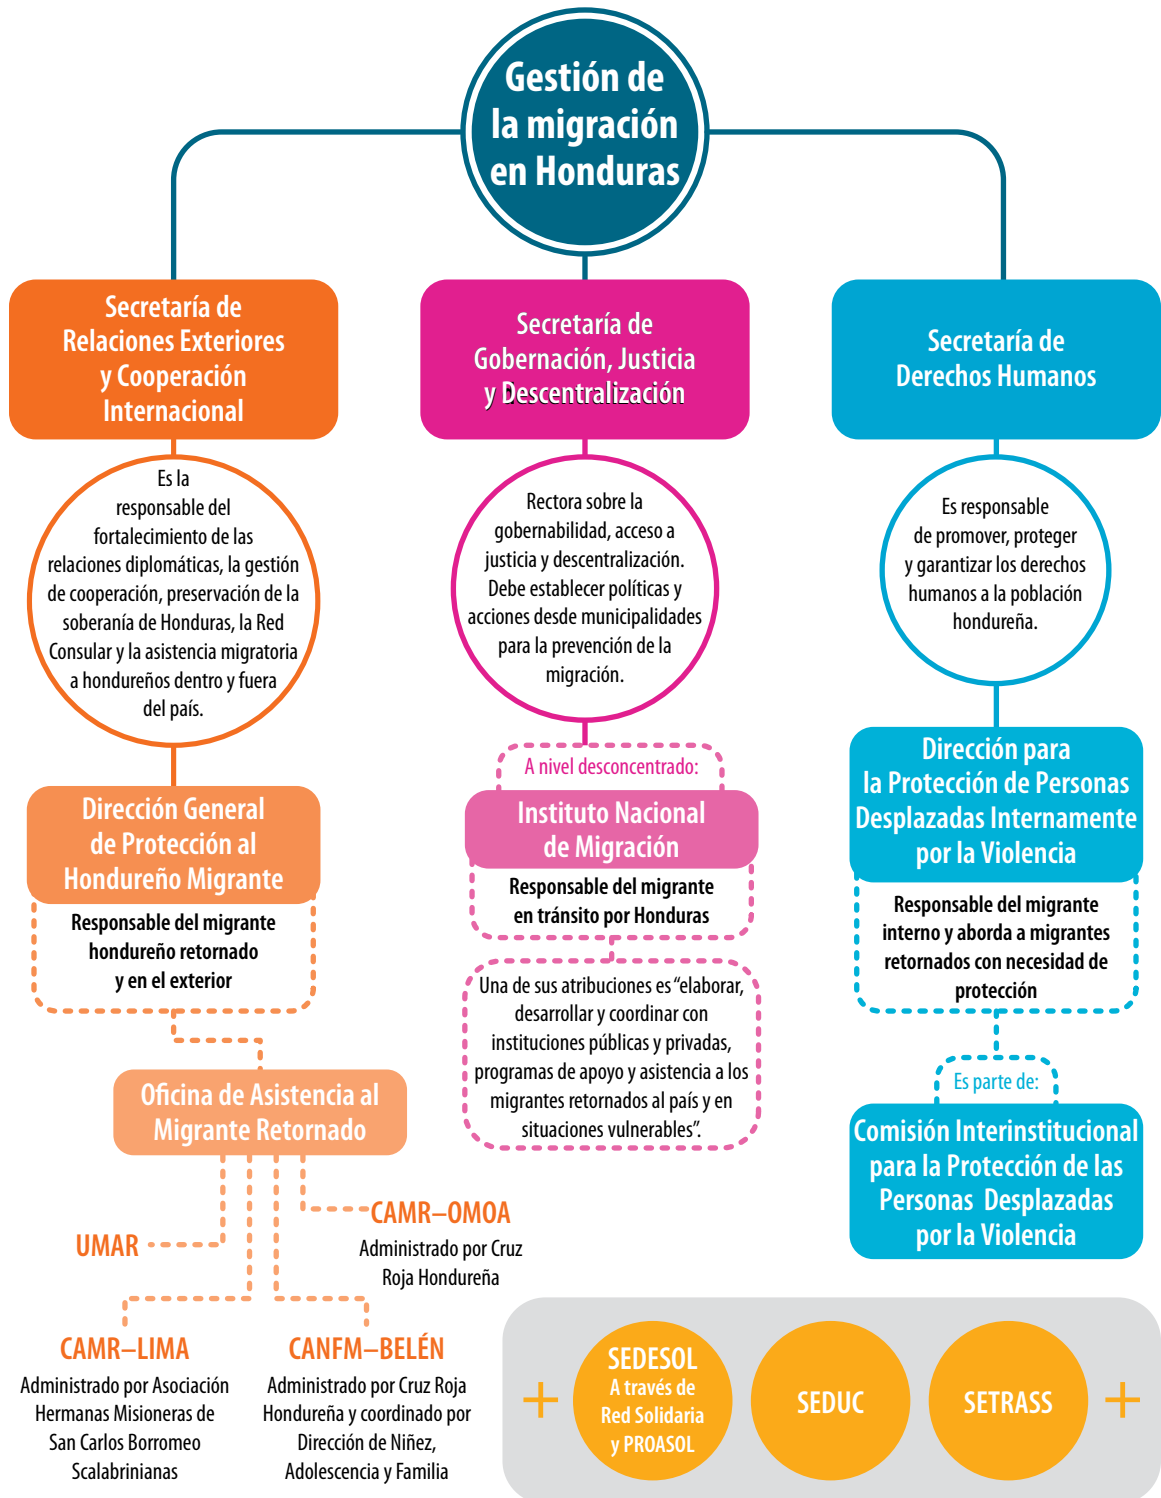 Gestión de
la migración
en Honduras
Secretaría de
Relaciones Exteriores
y Cooperación
Internacional
Es la
responsable del
fortalecimiento de las
relaciones diplomáticas, la gestión
de cooperación, preservación de la
soberanía de Honduras, la Red
Consular y la asistencia migratoria
a hondureños dentro y fuera
del país.
Dirección General
de Protección al
Hondureño Migrante
Responsable del migrante
hondureño retornado
y en el exterior
Oficina de Asistencia al
Migrante Retornado
UMAR
CAMR–OMOA
Administrado por Cruz
Roja Hondureña
CAMR–LIMA
Administrado por Asociación
Hermanas Misioneras de
San Carlos Borromeo
Scalabrinianas
CANFM–BELÉN
Administrado por Cruz Roja
Hondureña y coordinado por
Dirección de Niñez,
Adolescencia y Familia
Secretaría de
Gobernación, Justicia
y Descentralización
Rectora sobre la
gobernabilidad, acceso a
justicia y descentralización.
Debe establecer políticas y
acciones desde municipalidades
para la prevención de la
migración.
A nivel desconcentrado:
Instituto Nacional
de Migración
Responsable del migrante
en tránsito por Honduras
Una de sus atribuciones es “elaborar,
desarrollar y coordinar con
instituciones públicas y privadas,
programas de apoyo y asistencia a los
migrantes retornados al país y en
situaciones vulnerables”.
Secretaría de
Derechos Humanos
Es responsable
de promover, proteger
y garantizar los derechos
humanos a la población
hondureña.
Dirección para
la Protección de Personas
Desplazadas Internamente
por la Violencia
Responsable del migrante
interno y aborda a migrantes
retornados con necesidad de
protección
Es parte de:
Comisión Interinstitucional
para la Protección de las
Personas Desplazadas
por la Violencia
+
SEDESOL
A través de
Red Solidaria
y PROASOL
SEDUC
SETRASS
+